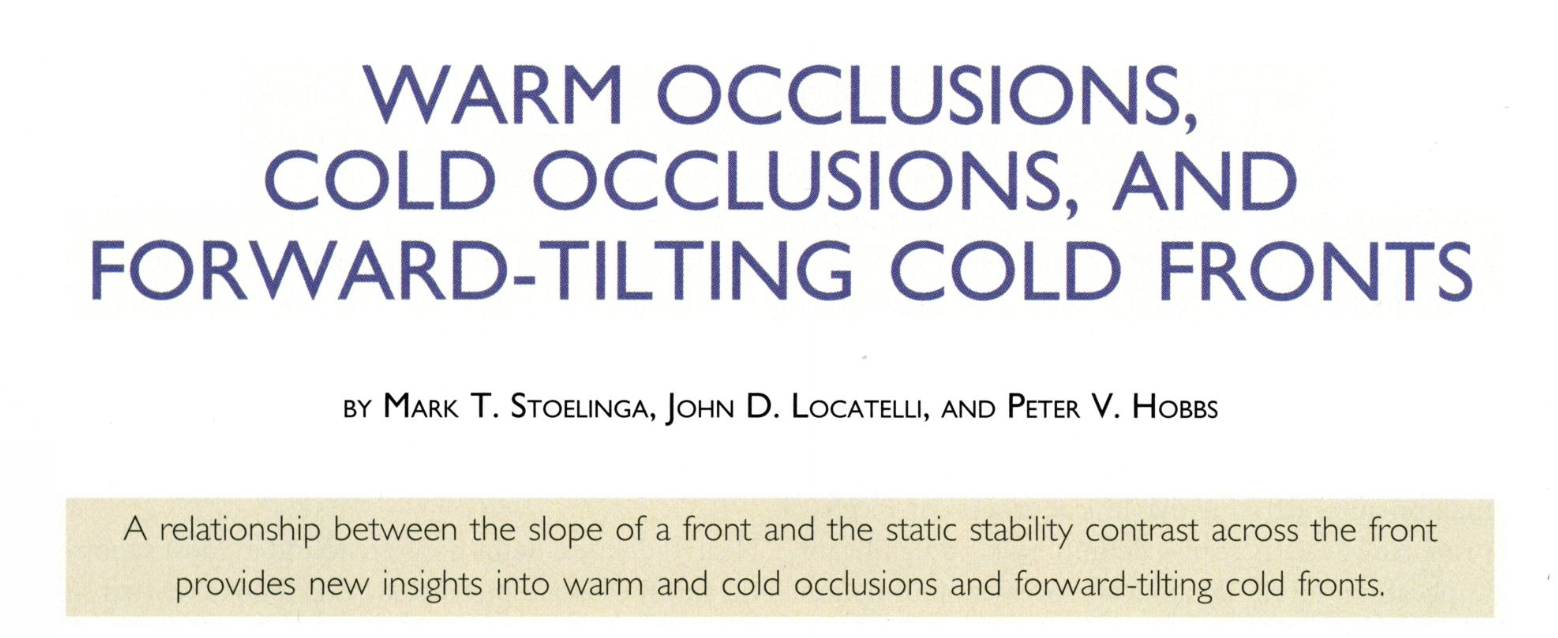 WARM OCCLUSIONS,
COLD OCCLUSIONS, AND
FORWARD-TILTING COLD FRONTS
BY MARK T. STOELINGA, JOHN D. LOCATELLI, AND PETER V. HOBBS
A relationship between the slope of a front and the static stability contrast across the front
provides new insights into warm and cold occlusions and forward-tilting cold fronts.